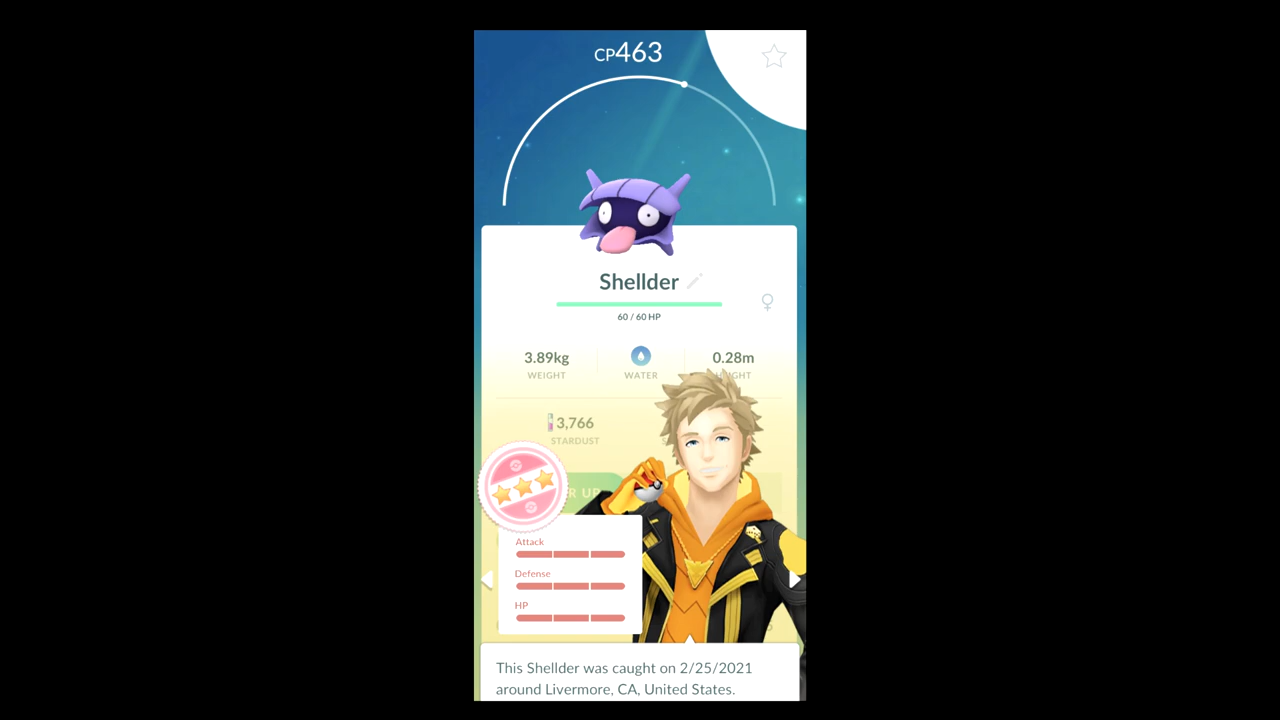 CP463
Shellder
60 / 60 HP
3.89kg
0.28m
WEIGHT
WATER
3,766
STARDUST
Attack
Defense
HP
This Shellder was caught on 2/25/2021
around Livermore, CA, United States.